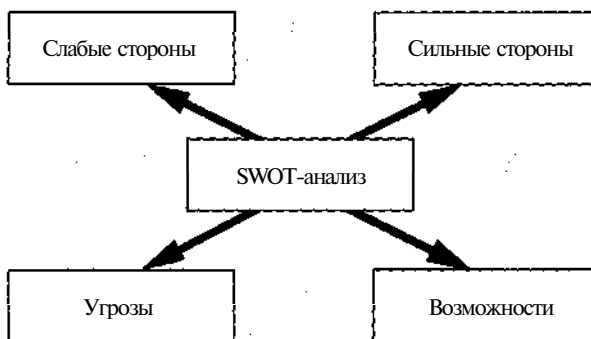 Слабые стороны
Сильные стороны
SWOT-анализ
Угрозы
Возможности